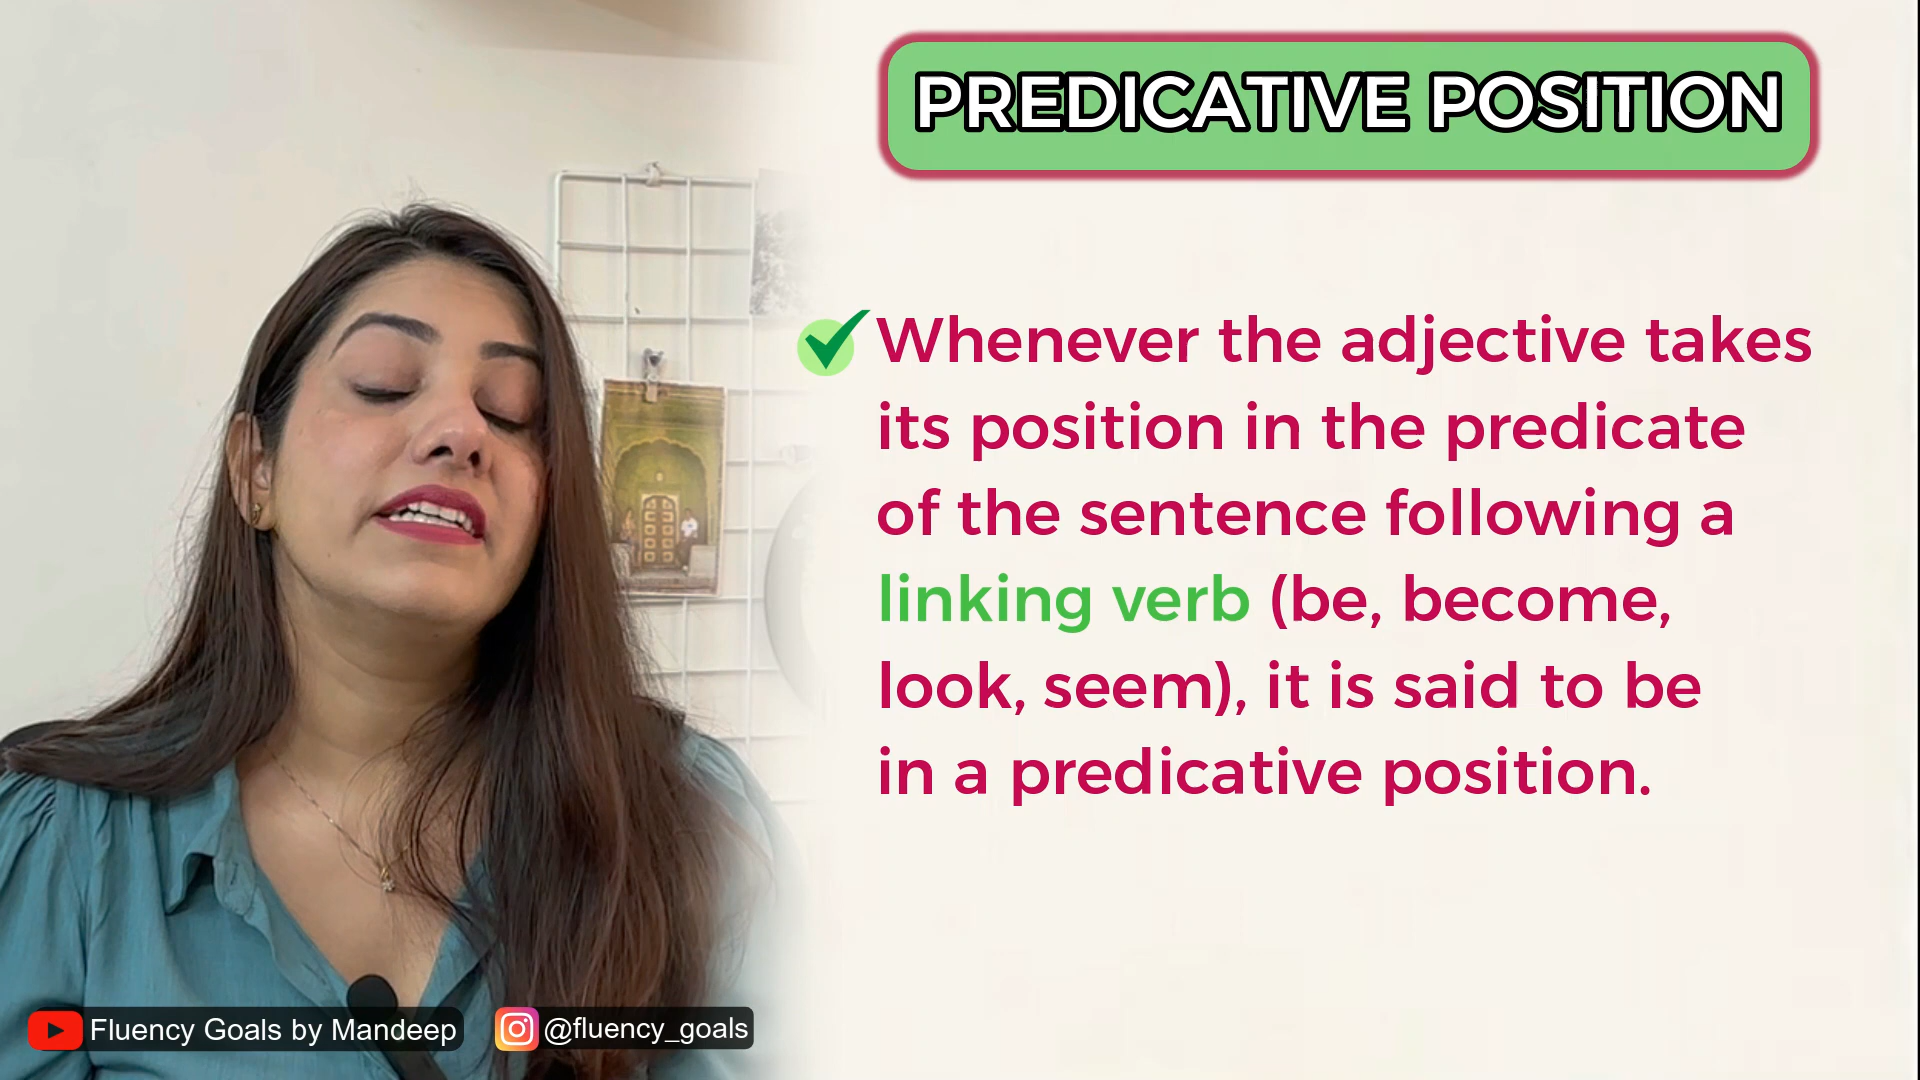 PREDICATIVE POSITION
Whenever the adjective takes
its position in the predicate
of the sentence following a
linking verb (be, become,
look, seem), it is said to be
in a predicative position.
Fluency Goals by Mandeep
@fluency_goals